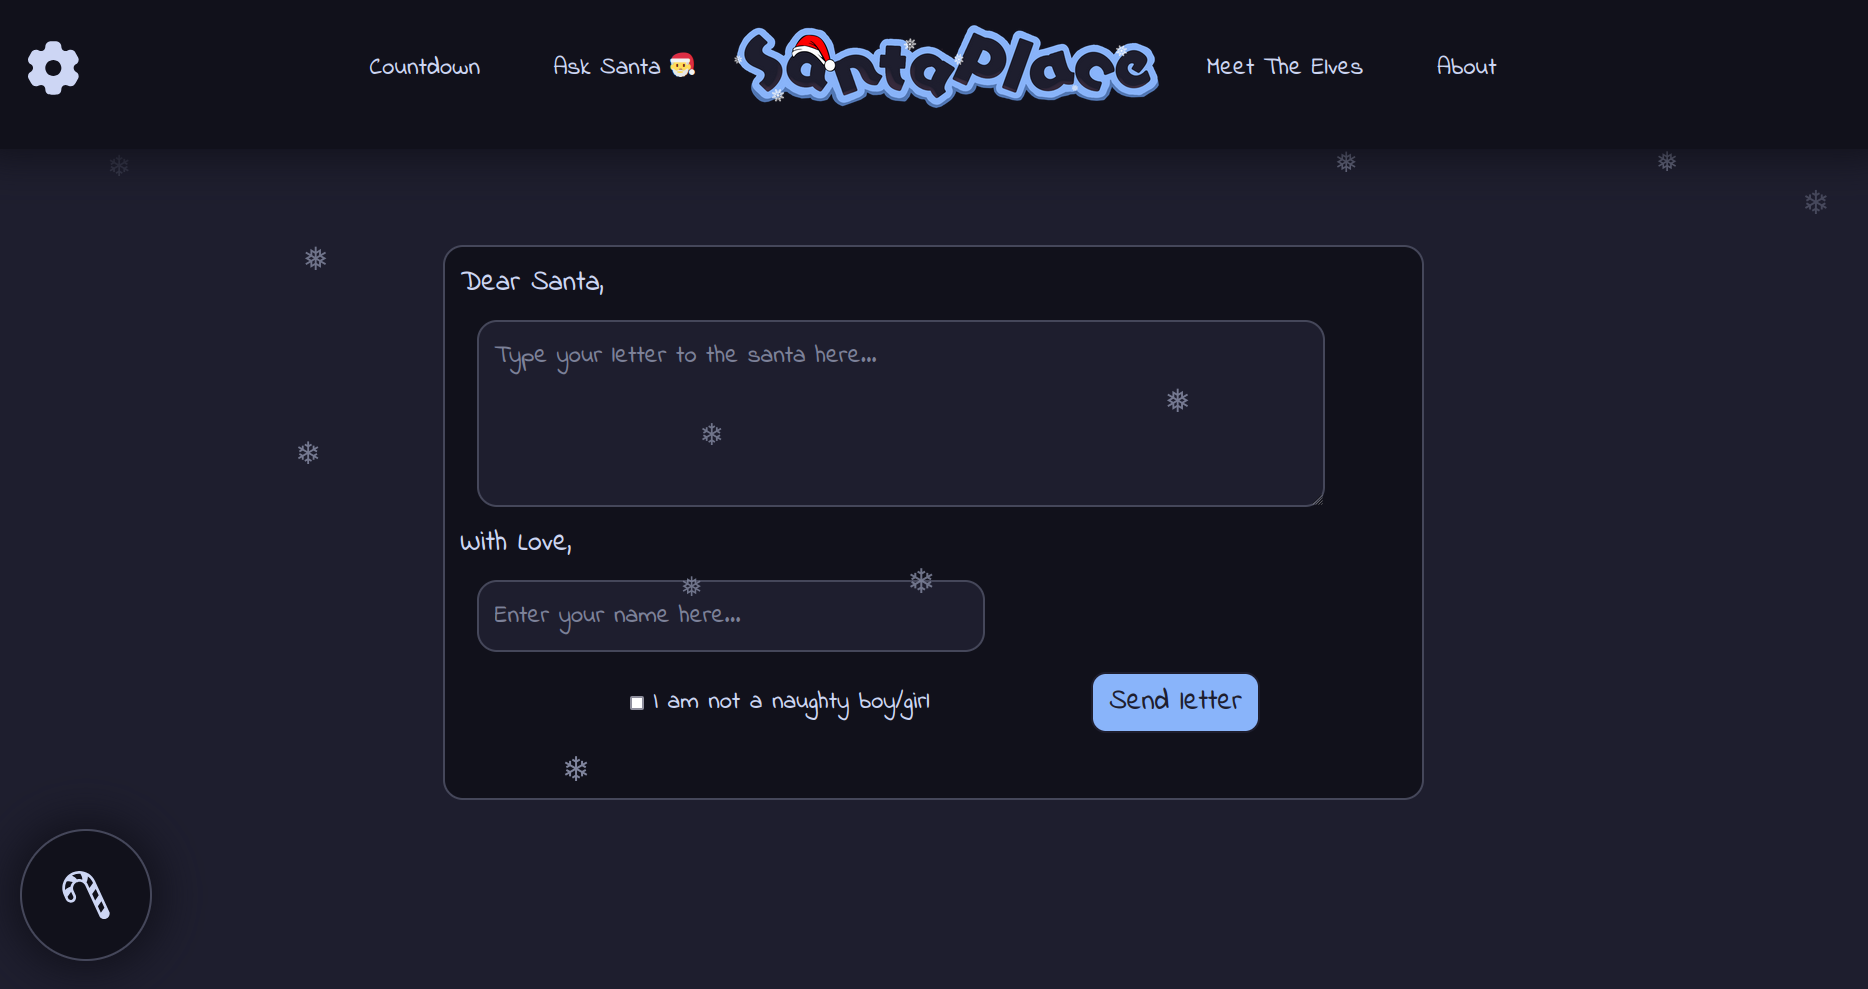 Countdown
Ask Santa 🎅
SantaPlace
Meet The Elves
About
Dear Santa,
Type your letter to the santa here...
With Love,
Enter your name here...
I am not a naughty boy/girl
Send letter